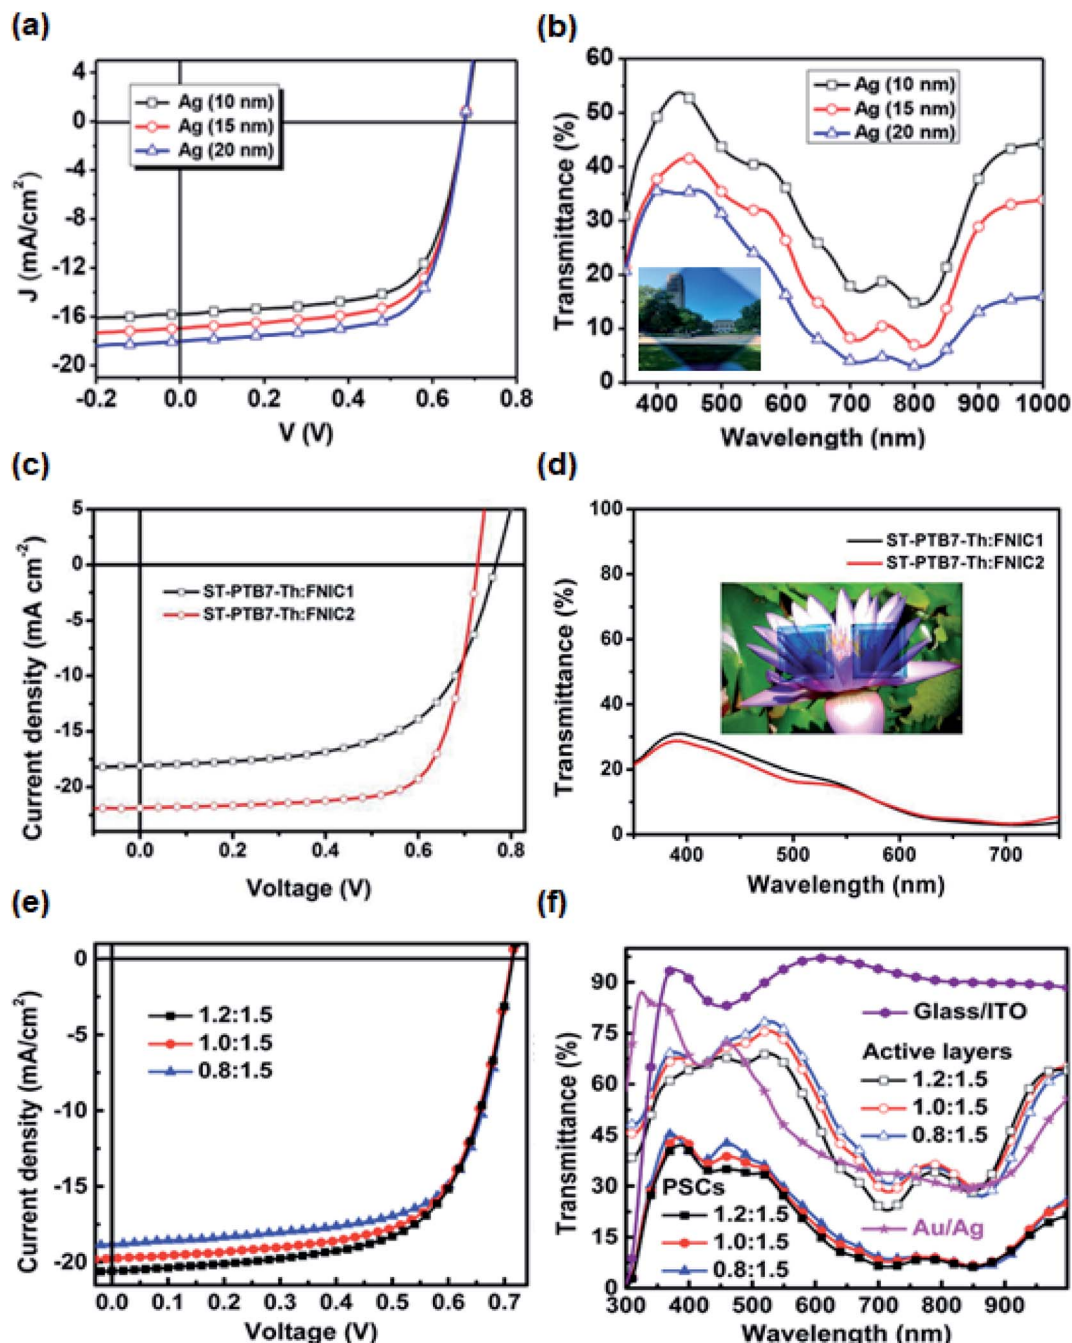 (a)
4
0
-4
-8
-12
-16
-20
J (mA/cm²)
Ag (10 nm)
Ag (15 nm)
Ag (20 nm)
-0.2 0.0 0.2 0.4 0.6 0.8
V (V)
(b)
60
50
40
30
20
10
0
Transmittance (%)
Ag (10 nm)
Ag (15 nm)
Ag (20 nm)
400 500 600 700 800 900 1000
Wavelength (nm)
(c)
5
0
-5
-10
-15
-20
Current density (mA cm⁻²)
ST-PTB7-Th:FNIC1
ST-PTB7-Th:FNIC2
0.0 0.2 0.4 0.6 0.8
Voltage (V)
(d)
100
80
60
40
20
0
Transmittance (%)
ST-PTB7-Th:FNIC1
ST-PTB7-Th:FNIC2
400 500 600 700
Wavelength (nm)
(e)
0
-5
-10
-15
-20
Current density (mA/cm²)
1.2:1.5
1.0:1.5
0.8:1.5
0.0 0.1 0.2 0.3 0.4 0.5 0.6 0.7
Voltage (V)
(f)
90
75
60
45
30
15
0
Transmittance (%)
Glass/ITO
Active layers
1.2:1.5
1.0:1.5
0.8:1.5
PSCs
1.2:1.5
1.0:1.5
0.8:1.5
Au/Ag
300 400 500 600 700 800 900
Wavelength (nm)